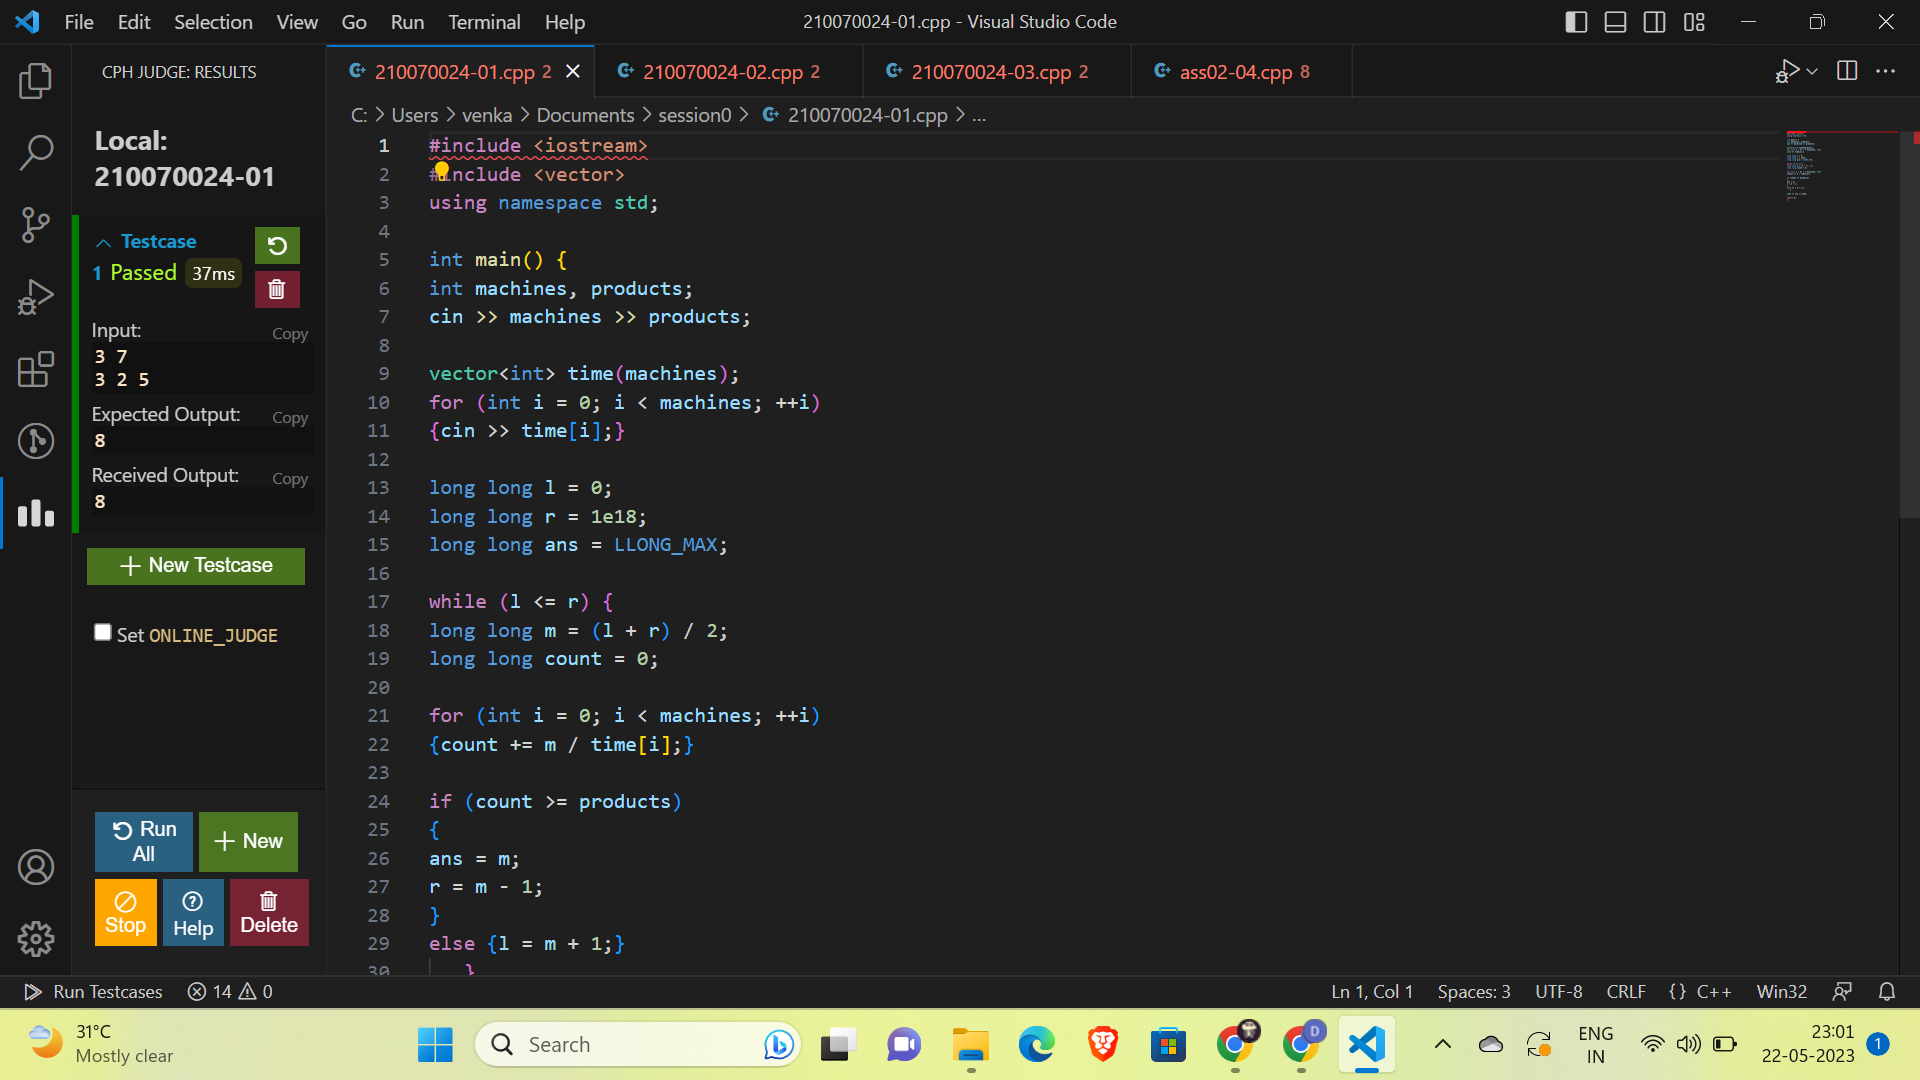 File Edit Selection View Go Run Terminal Help
210070024-01.cpp - Visual Studio Code
CPH JUDGE: RESULTS
210070024-01.cpp 2
210070024-02.cpp 2
210070024-03.cpp 2
ass02-04.cpp 8
C: > Users > venka > Documents > session0 > 210070024-01.cpp > ...
Local:
210070024-01
Testcase
1 Passed 37ms
Input: Copy
3 7
3 2 5
Expected Output: Copy
8
Received Output: Copy
8
+ New Testcase
Set ONLINE_JUDGE
Run All
+ New
Stop
Help
Delete
1 #include <iostream>
2 #include <vector>
3 using namespace std;
4
5 int main() {
6 int machines, products;
7 cin >> machines >> products;
8
9 vector<int> time(machines);
10 for (int i = 0; i < machines; ++i)
11 {cin >> time[i];}
12
13 long long l = 0;
14 long long r = 1e18;
15 long long ans = LLONG_MAX;
16
17 while (l <= r) {
18 long long m = (l + r) / 2;
19 long long count = 0;
20
21 for (int i = 0; i < machines; ++i)
22 {count += m / time[i];}
23
24 if (count >= products)
25 {
26 ans = m;
27 r = m - 1;
28 }
29 else {l = m + 1;}
30 }
Run Testcases 14 0
Ln 1, Col 1 Spaces: 3 UTF-8 CRLF {} C++ Win32
31°C
Mostly clear
Search
D
ENG
IN
23:01
22-05-2023
1